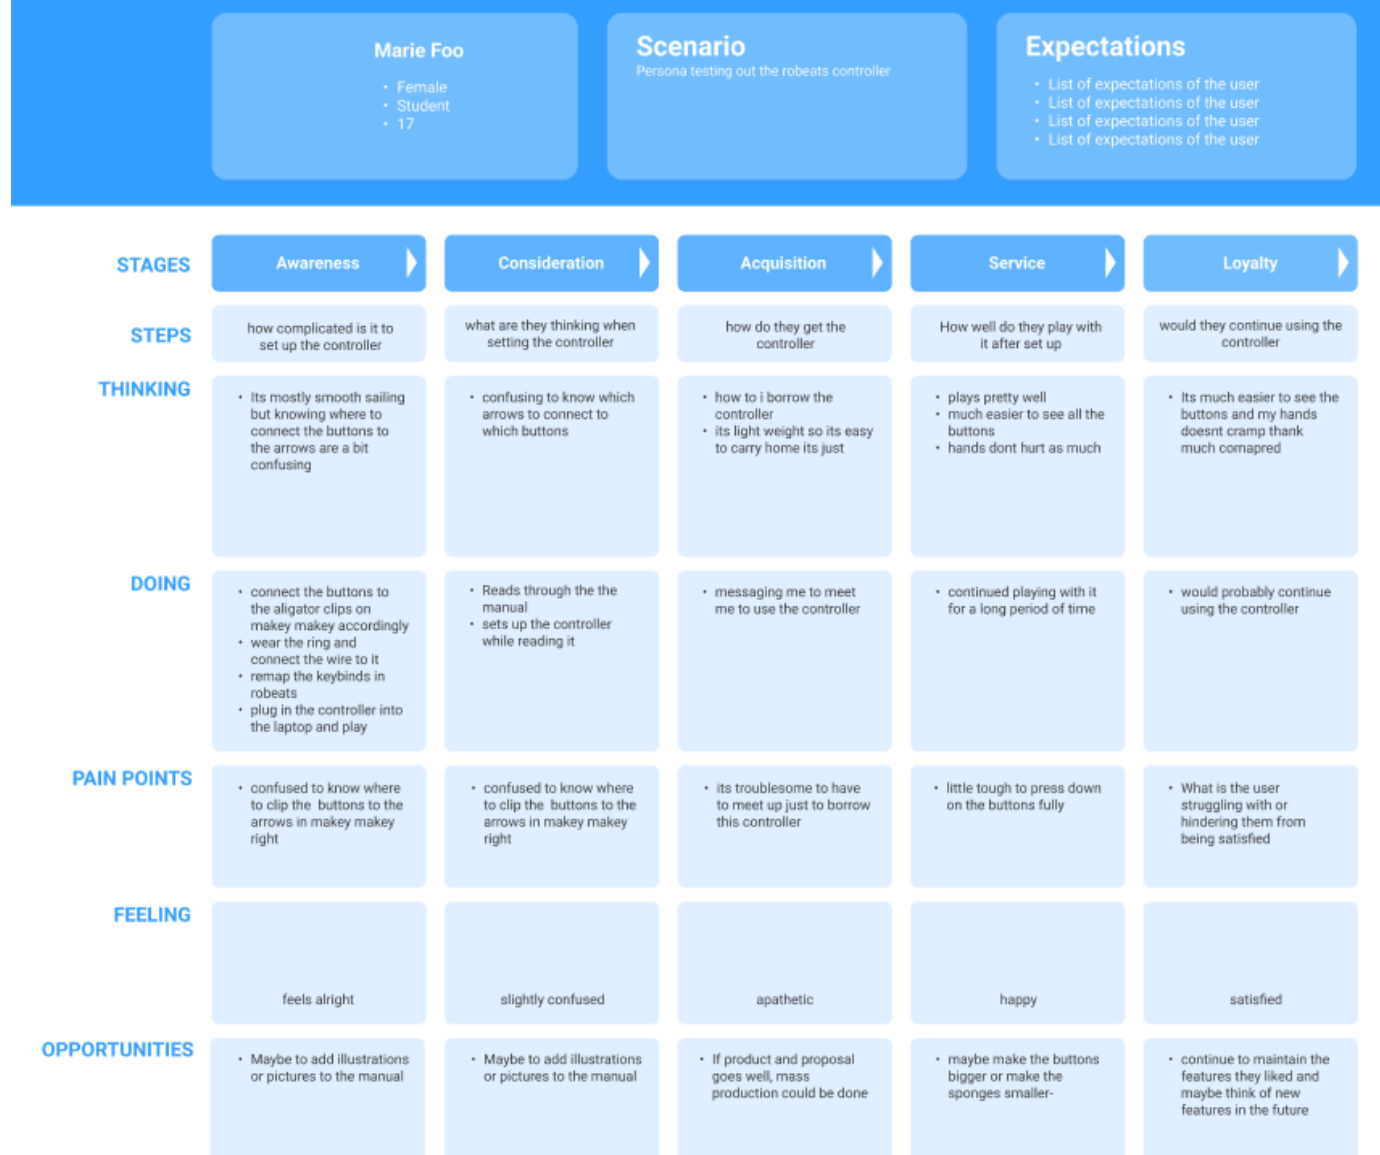 Marie Foo
• Female
• Student
• 17
Scenario
Persona testing out the robeats controller
Expectations
• List of expectations of the user
• List of expectations of the user
• List of expectations of the user
• List of expectations of the user
STAGES
Awareness
Consideration
Acquisition
Service
Loyalty
STEPS
how complicated is it to
set up the controller
what are they thinking when
setting the controller
how do they get the
controller
How well do they play with
it after set up
would they continue using the
controller
THINKING
• Its mostly smooth sailing
but knowing where to
connect the buttons to
the arrows are a bit
confusing
• confusing to know which
arrows to connect to
which buttons
• how to i borrow the
controller
• its light weight so its easy
to carry home its just
• plays pretty well
• much easier to see all the
buttons
• hands dont hurt as much
• Its much easier to see the
buttons and my hands
doesnt cramp thank
much comapred
DOING
• connect the buttons to
the aligator clips on
makey makey accordingly
• wear the ring and
connect the wire to it
• remap the keybinds in
robeats
• plug in the controller into
the laptop and play
• Reads through the the
manual
• sets up the controller
while reading it
• messaging me to meet
me to use the controller
• continued playing with it
for a long period of time
• would probably continue
using the controller
PAIN POINTS
• confused to know where
to clip the buttons to the
arrows in makey makey
right
• confused to know where
to clip the buttons to the
arrows in makey makey
right
• its troublesome to have
to meet up just to borrow
this controller
• little tough to press down
on the buttons fully
• What is the user
struggling with or
hindering them from
being satisfied
FEELING
feels alright
slightly confused
apathetic
happy
satisfied
OPPORTUNITIES
• Maybe to add illustrations
or pictures to the manual
• Maybe to add illustrations
or pictures to the manual
• If product and proposal
goes well, mass
production could be done
• maybe make the buttons
bigger or make the
sponges smaller-
• continue to maintain the
features they liked and
maybe think of new
features in the future